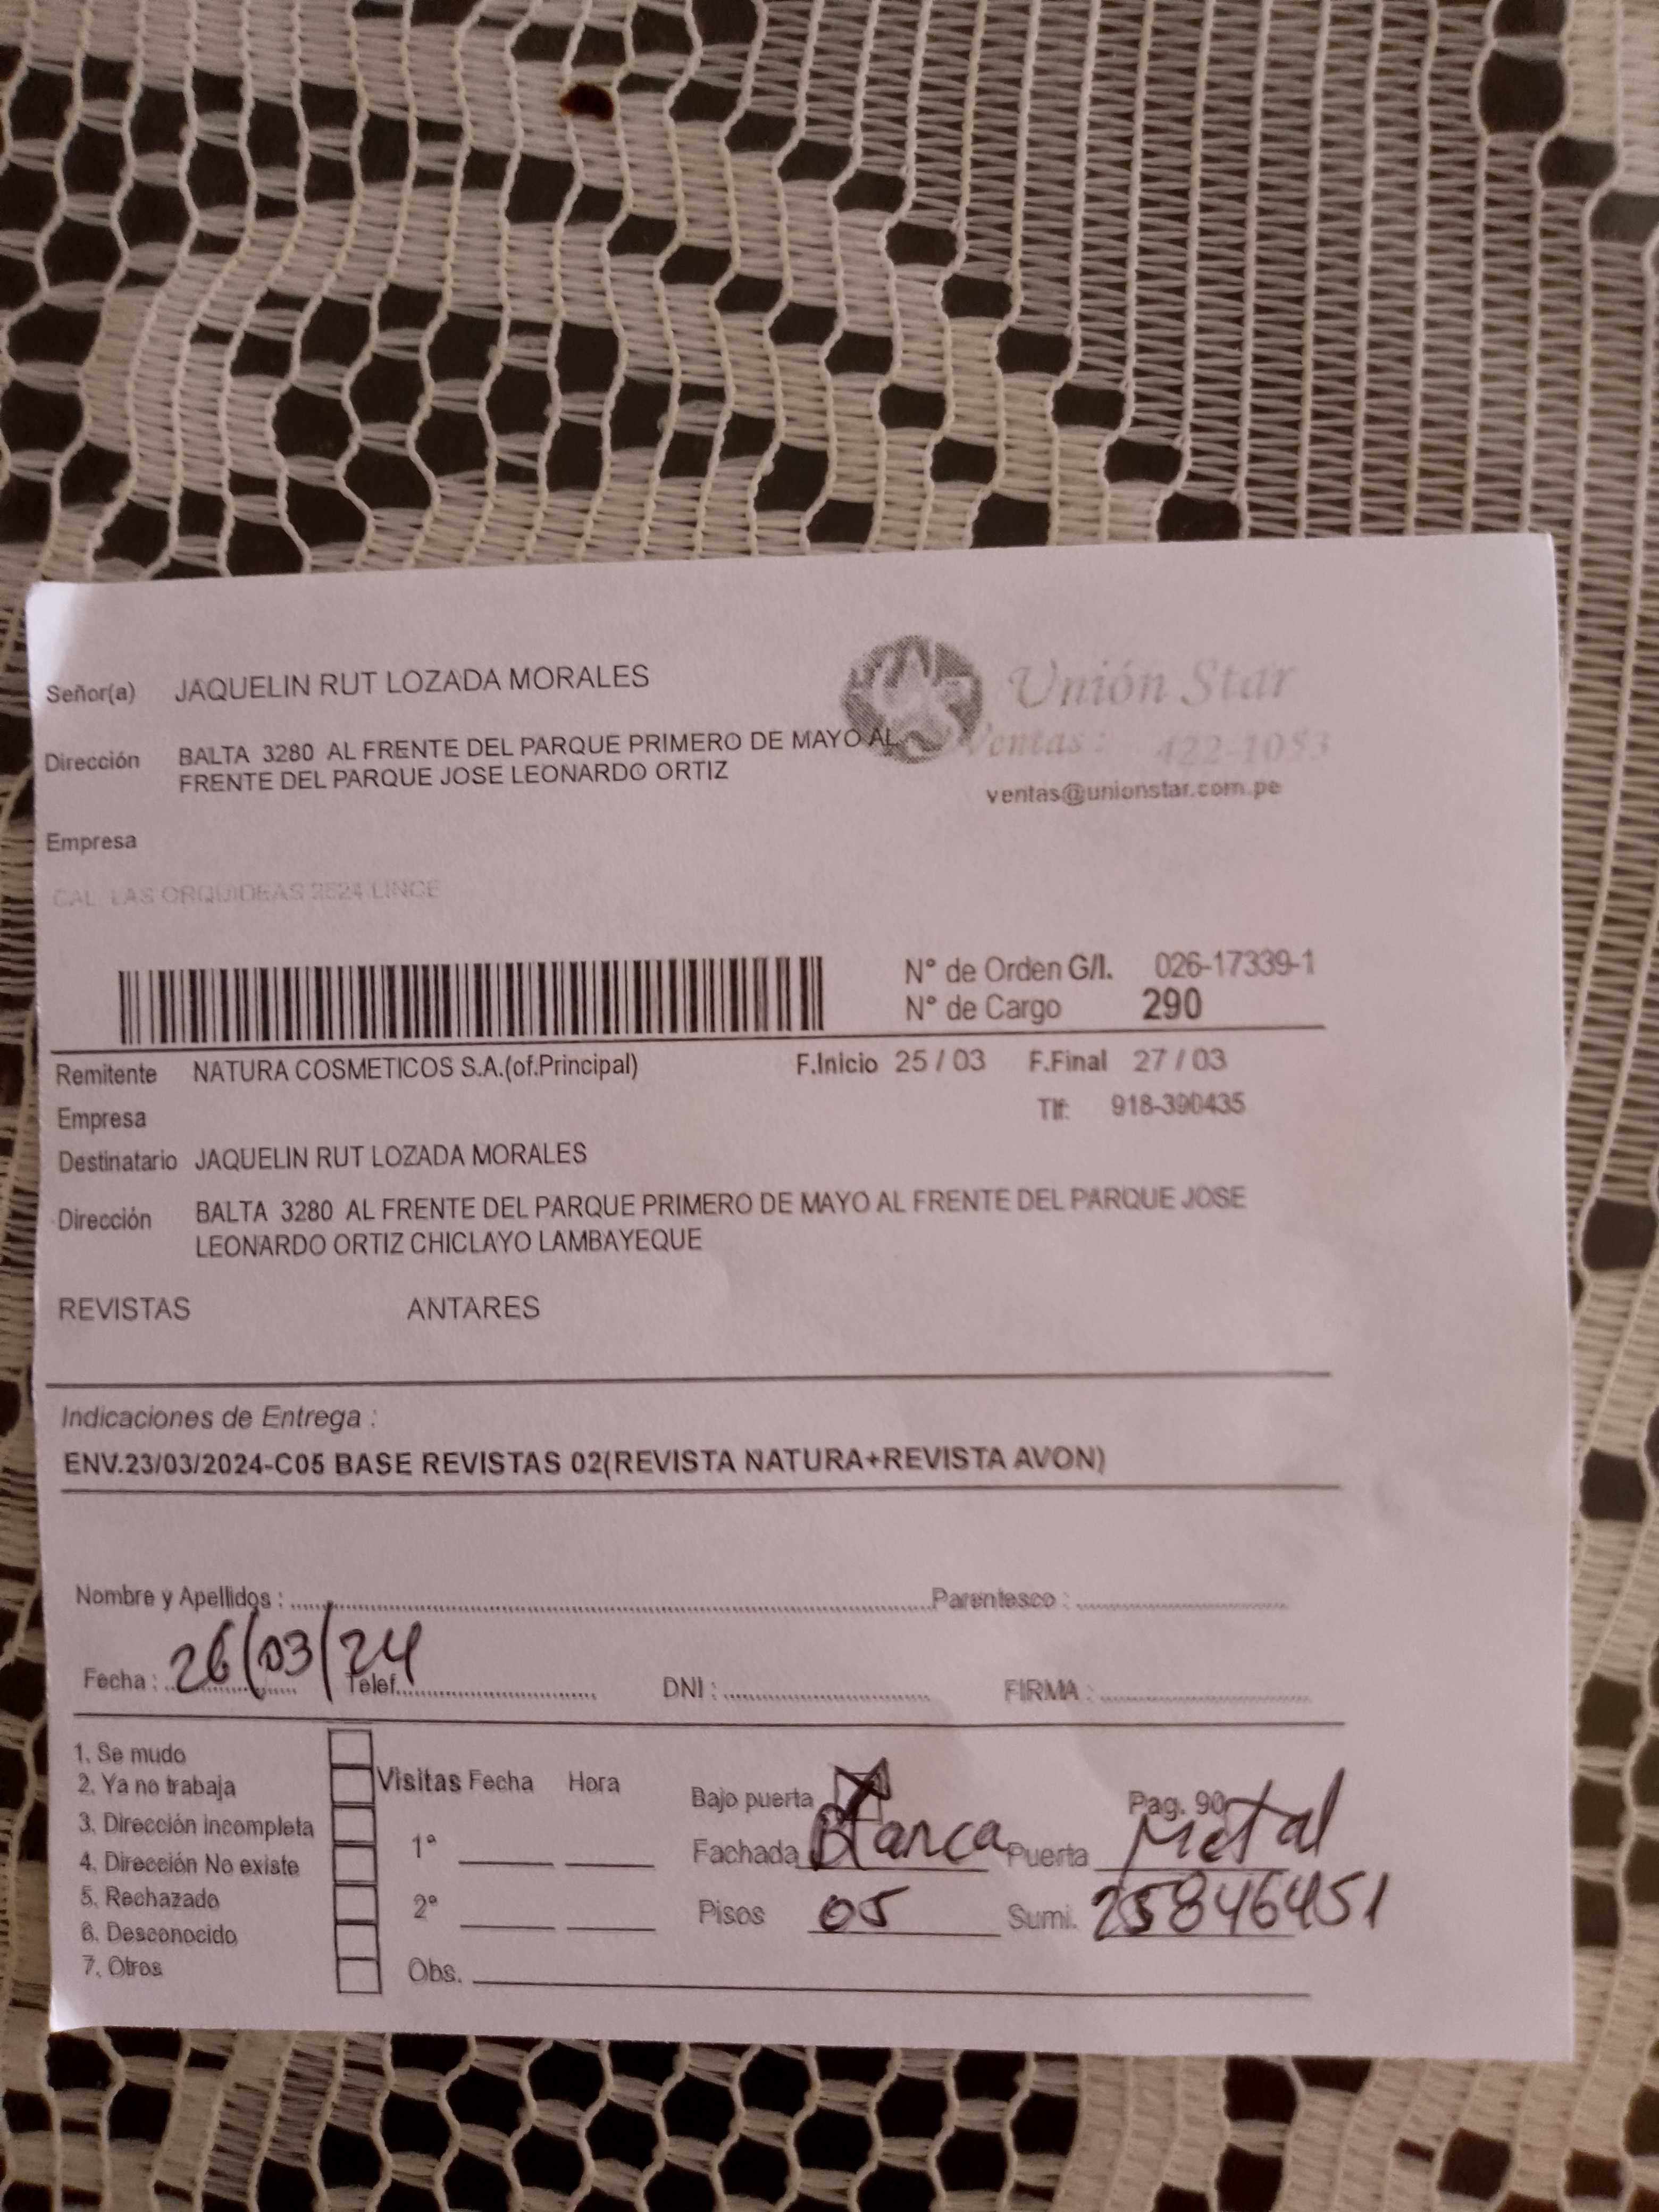 Señor(a) JAQUELIN RUT LOZADA MORALES
Unión Star
Dirección BALTA 3280 AL FRENTE DEL PARQUE PRIMERO DE MAYO AL
FRENTE DEL PARQUE JOSE LEONARDO ORTIZ
Ventas: 422-1053
ventas@unionstar.com.pe
Empresa
CAL. LAS ORQUIDEAS 2624 LINCE
N° de Orden G/I. 026-17339-1
N° de Cargo 290
Remitente NATURA COSMETICOS S.A.(of.Principal) F.Inicio 25 / 03 F.Final 27 / 03
Empresa Tlf: 918-390435
Destinatario JAQUELIN RUT LOZADA MORALES
Dirección BALTA 3280 AL FRENTE DEL PARQUE PRIMERO DE MAYO AL FRENTE DEL PARQUE JOSE
LEONARDO ORTIZ CHICLAYO LAMBAYEQUE
REVISTAS ANTARES
Indicaciones de Entrega :
ENV.23/03/2024-C05 BASE REVISTAS 02(REVISTA NATURA+REVISTA AVON)
Nombre y Apellidos : Parentesco :
Fecha : 26/03/24 Telef. DNI : FIRMA :
1. Se mudo
2. Ya no trabaja
3. Dirección incompleta
4. Dirección No existe
5. Rechazado
6. Desconocido
7. Otros
Visitas Fecha Hora
1ª
2ª
Bajo puerta X Pag. 90
Fachada Blanca Puerta Metal
Pisos 05 Sumi. 25846451
Obs.